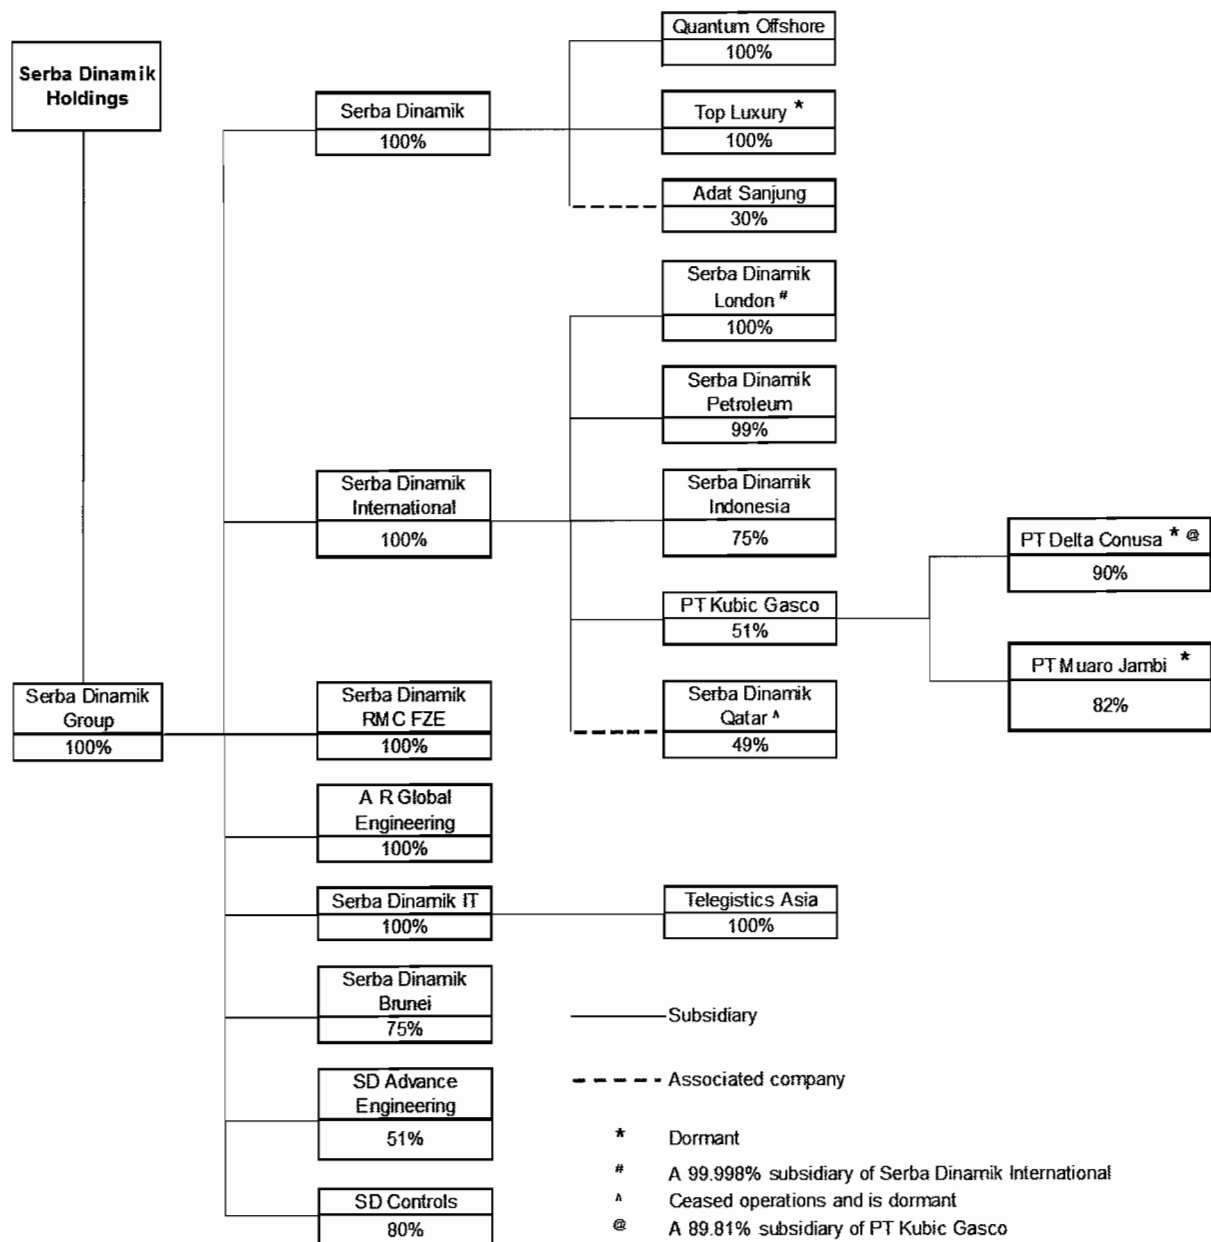 Serba Dinamik
Holdings
Serba Dinamik
Group
100%
Serba Dinamik
100%
Quantum Offshore
100%
Top Luxury *
100%
Adat Sanjung
30%
Serba Dinamik
International
100%
Serba Dinamik
London #
100%
Serba Dinamik
Petroleum
99%
Serba Dinamik
Indonesia
75%
PT Kubic Gasco
51%
PT Delta Conusa * @
90%
PT Muaro Jambi *
82%
Serba Dinamik
Qatar ^
49%
Serba Dinamik
RMC FZE
100%
A R Global
Engineering
100%
Serba Dinamik IT
100%
Telegistics Asia
100%
Serba Dinamik
Brunei
75%
SD Advance
Engineering
51%
SD Controls
80%
Subsidiary
Associated company
* Dormant
# A 99.998% subsidiary of Serba Dinamik International
^ Ceased operations and is dormant
@ A 89.81% subsidiary of PT Kubic Gasco